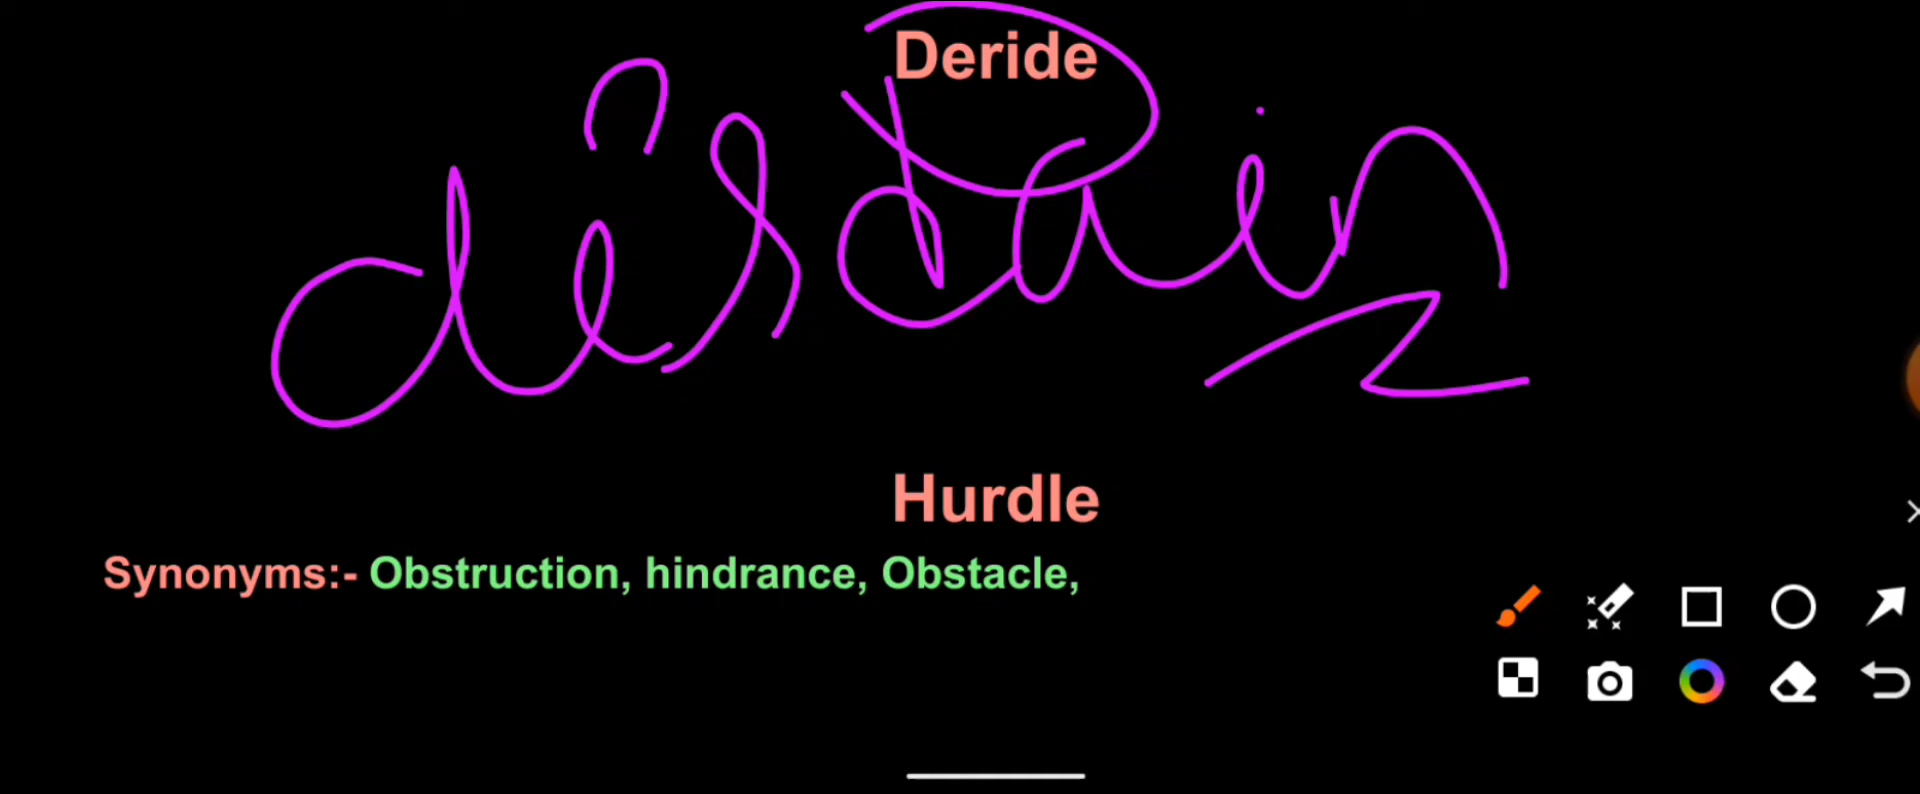 Deride
disdain
Hurdle
Synonyms:- Obstruction, hindrance, Obstacle,